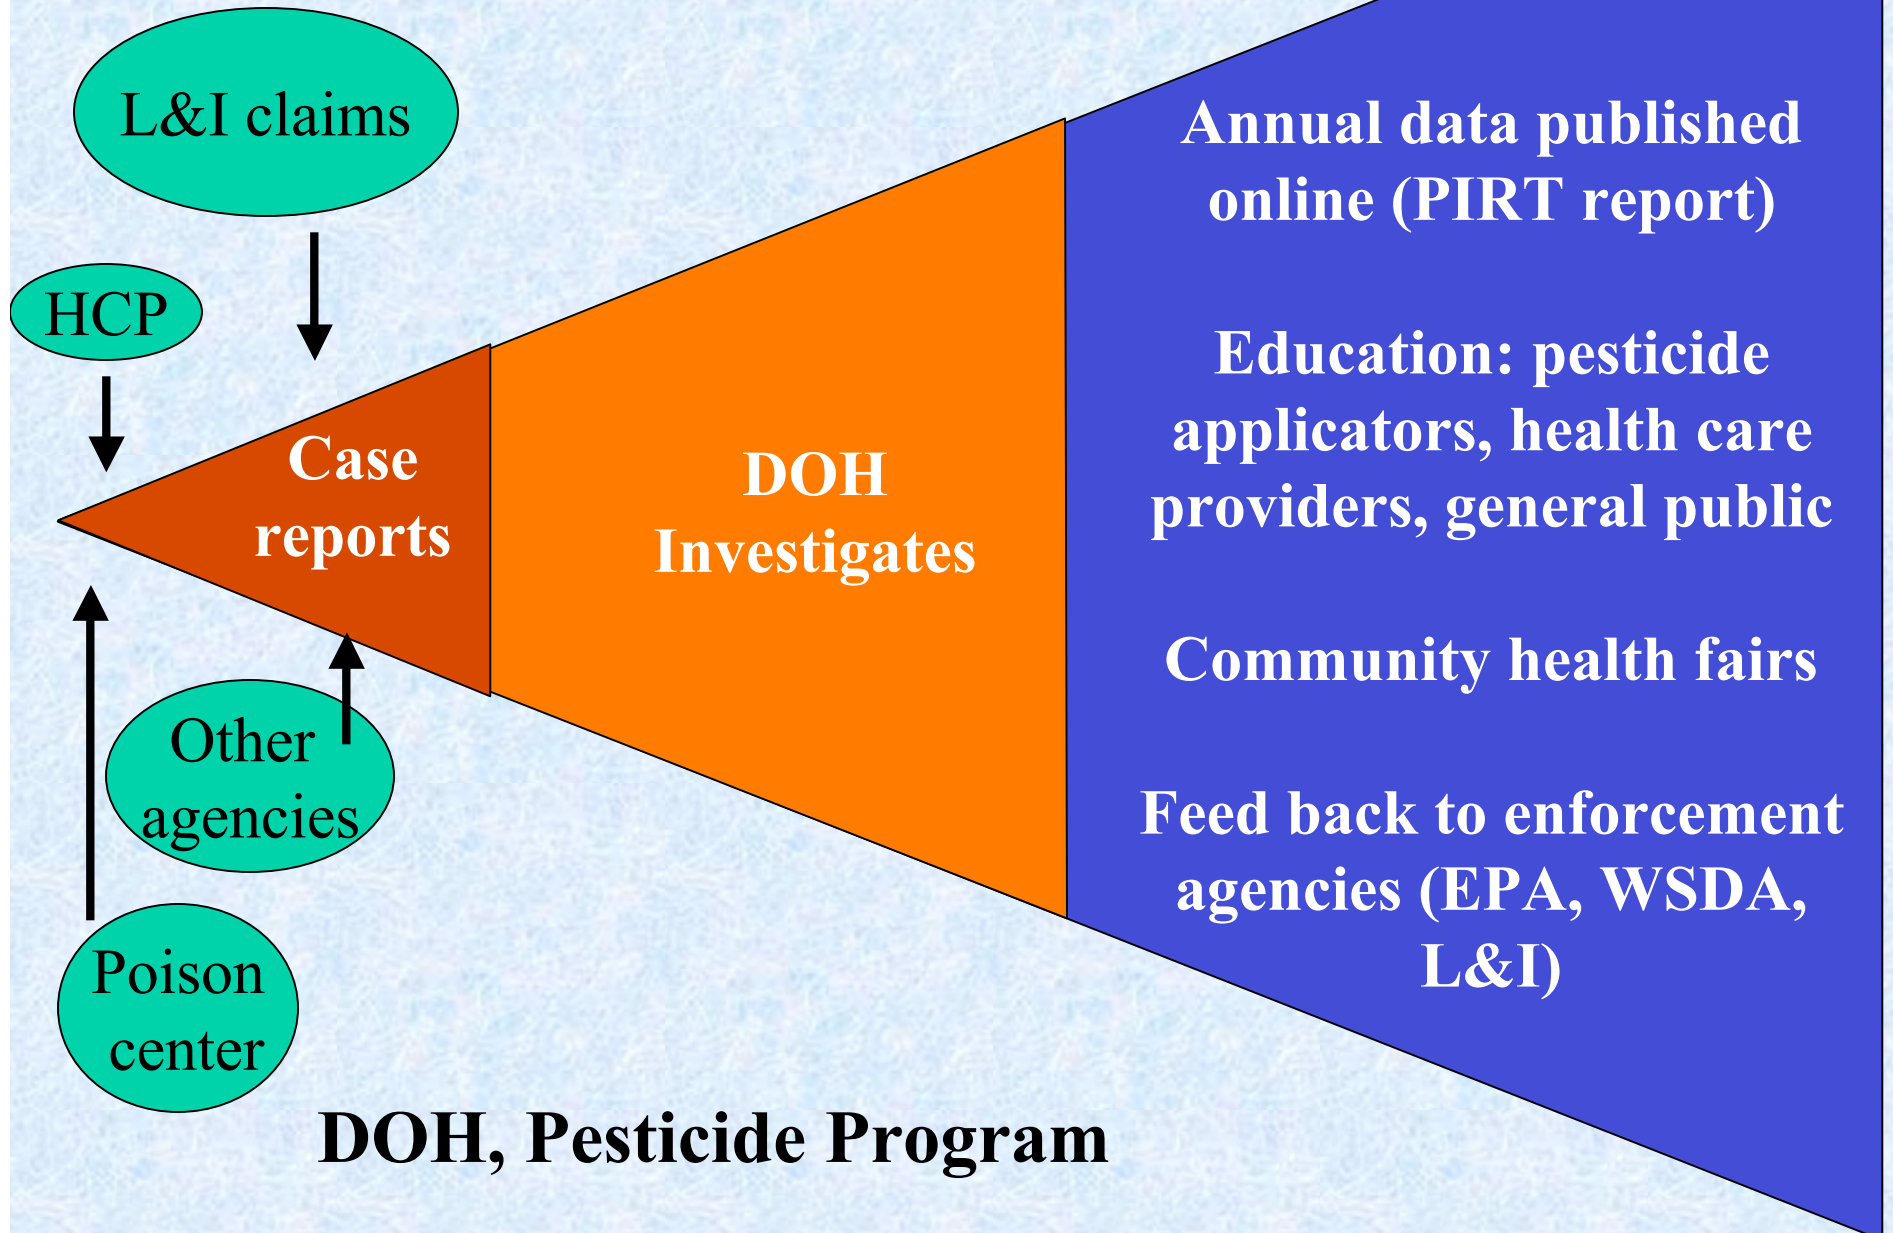 L&I claims
HCP
Case
reports
Other
agencies
Poison
center
DOH
Investigates
Annual data published
online (PIRT report)
Education: pesticide
applicators, health care
providers, general public
Community health fairs
Feed back to enforcement
agencies (EPA, WSDA,
L&I)
DOH, Pesticide Program